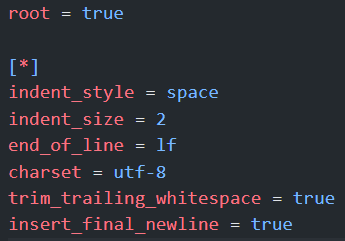 root = true

[*]
indent_style = space
indent_size = 2
end_of_line = lf
charset = utf-8
trim_trailing_whitespace = true
insert_final_newline = true